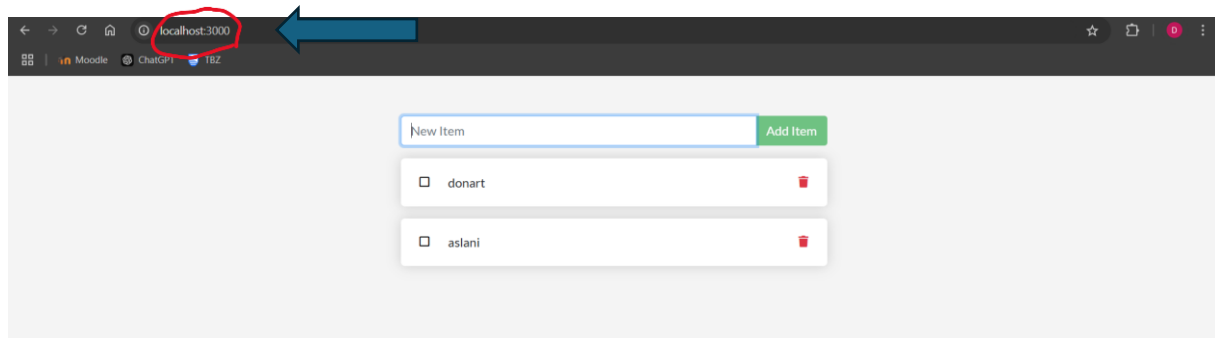 localhost:3000
Moodle ChatGPT TBZ D
New Item Add Item
donart
aslani